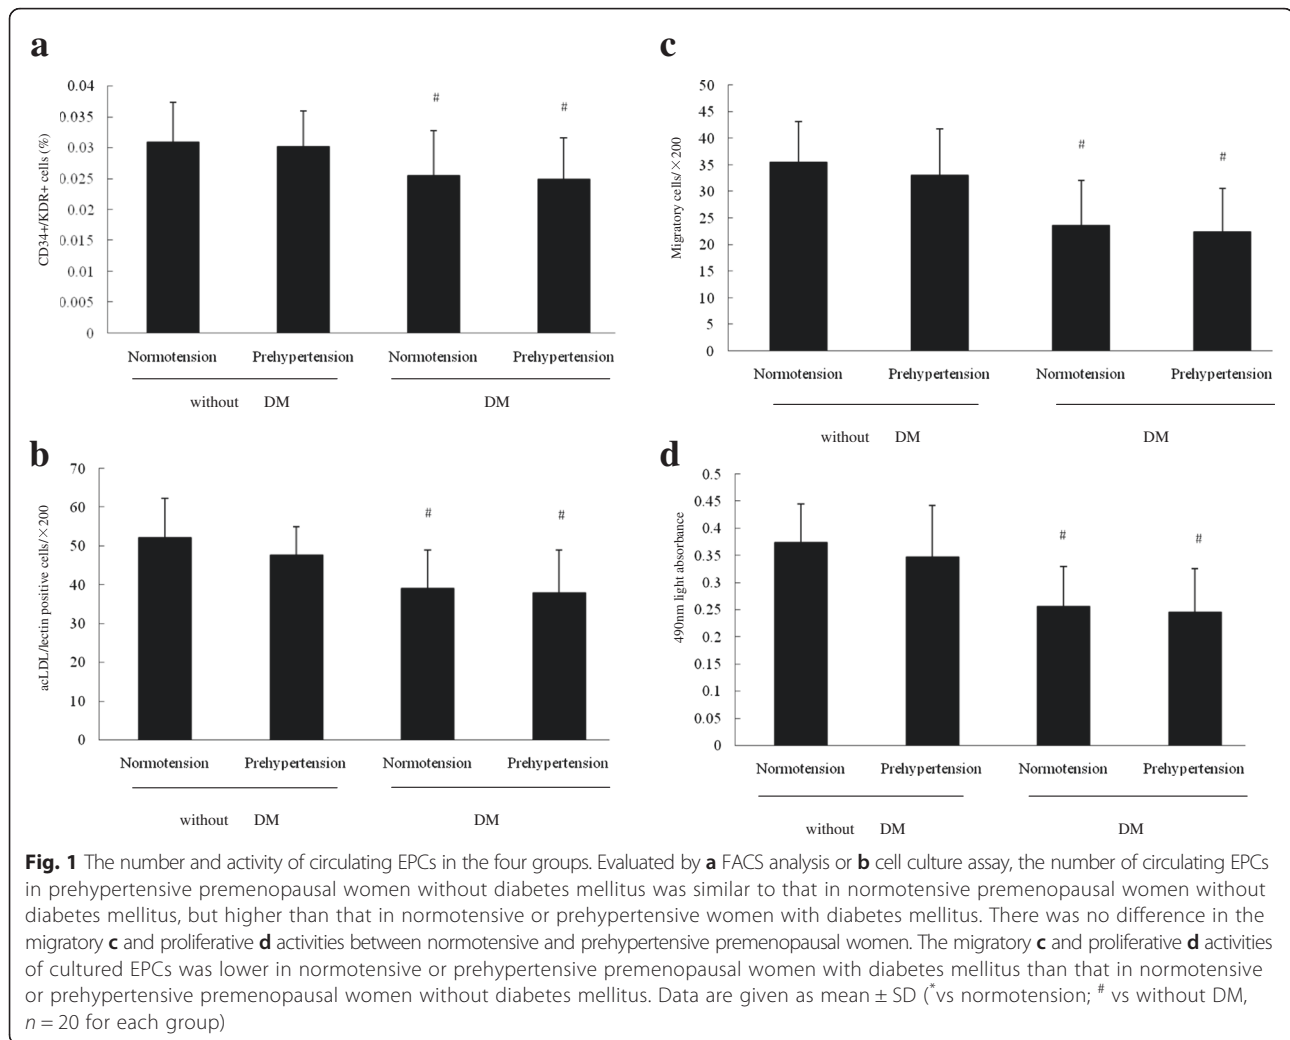 a
CD34+/KDR+ cells (%)
0.04
0.035
0.03
0.025
0.02
0.015
0.01
0.005
0
# #
Normotension Prehypertension Normotension Prehypertension
without DM DM
b
acLDL/lectin positive cells/×200
70
60
50
40
30
20
10
0
# #
Normotension Prehypertension Normotension Prehypertension
without DM DM
c
Migratory cells/×200
50
45
40
35
30
25
20
15
10
5
0
# #
Normotension Prehypertension Normotension Prehypertension
without DM DM
d
490nm light absorbance
0.5
0.45
0.4
0.35
0.3
0.25
0.2
0.15
0.1
0.05
0
# #
Normotension Prehypertension Normotension Prehypertension
without DM DM
Fig. 1 The number and activity of circulating EPCs in the four groups. Evaluated by a FACS analysis or b cell culture assay, the number of circulating EPCs
in prehypertensive premenopausal women without diabetes mellitus was similar to that in normotensive premenopausal women without
diabetes mellitus, but higher than that in normotensive or prehypertensive women with diabetes mellitus. There was no difference in the
migratory c and proliferative d activities between normotensive and prehypertensive premenopausal women. The migratory c and proliferative d activities
of cultured EPCs was lower in normotensive or prehypertensive premenopausal women with diabetes mellitus than that in normotensive
or prehypertensive premenopausal women without diabetes mellitus. Data are given as mean ± SD (*vs normotension; # vs without DM,
n = 20 for each group)